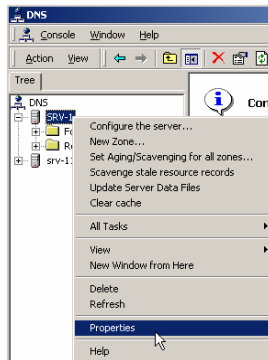 DNS
Console Window Help
Action View
Tree
DNS
SRV-1
srv-1
Configure the server...
New Zone...
Set Aging/Scavenging for all zones...
Scavenge stale resource records
Update Server Data Files
Clear cache
All Tasks
View
New Window from Here
Delete
Refresh
Properties
Help